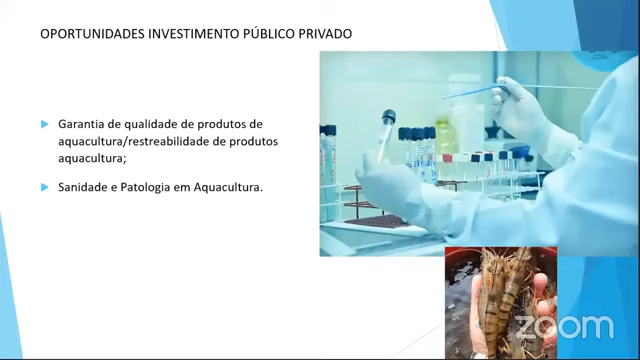 OPORTUNIDADES INVESTIMENTO PÚBLICO PRIVADO
Garantia de qualidade de produtos de
aquacultura/restreabilidade de produtos
aquacultura;
Sanidade e Patologia em Aquacultura.
zoom